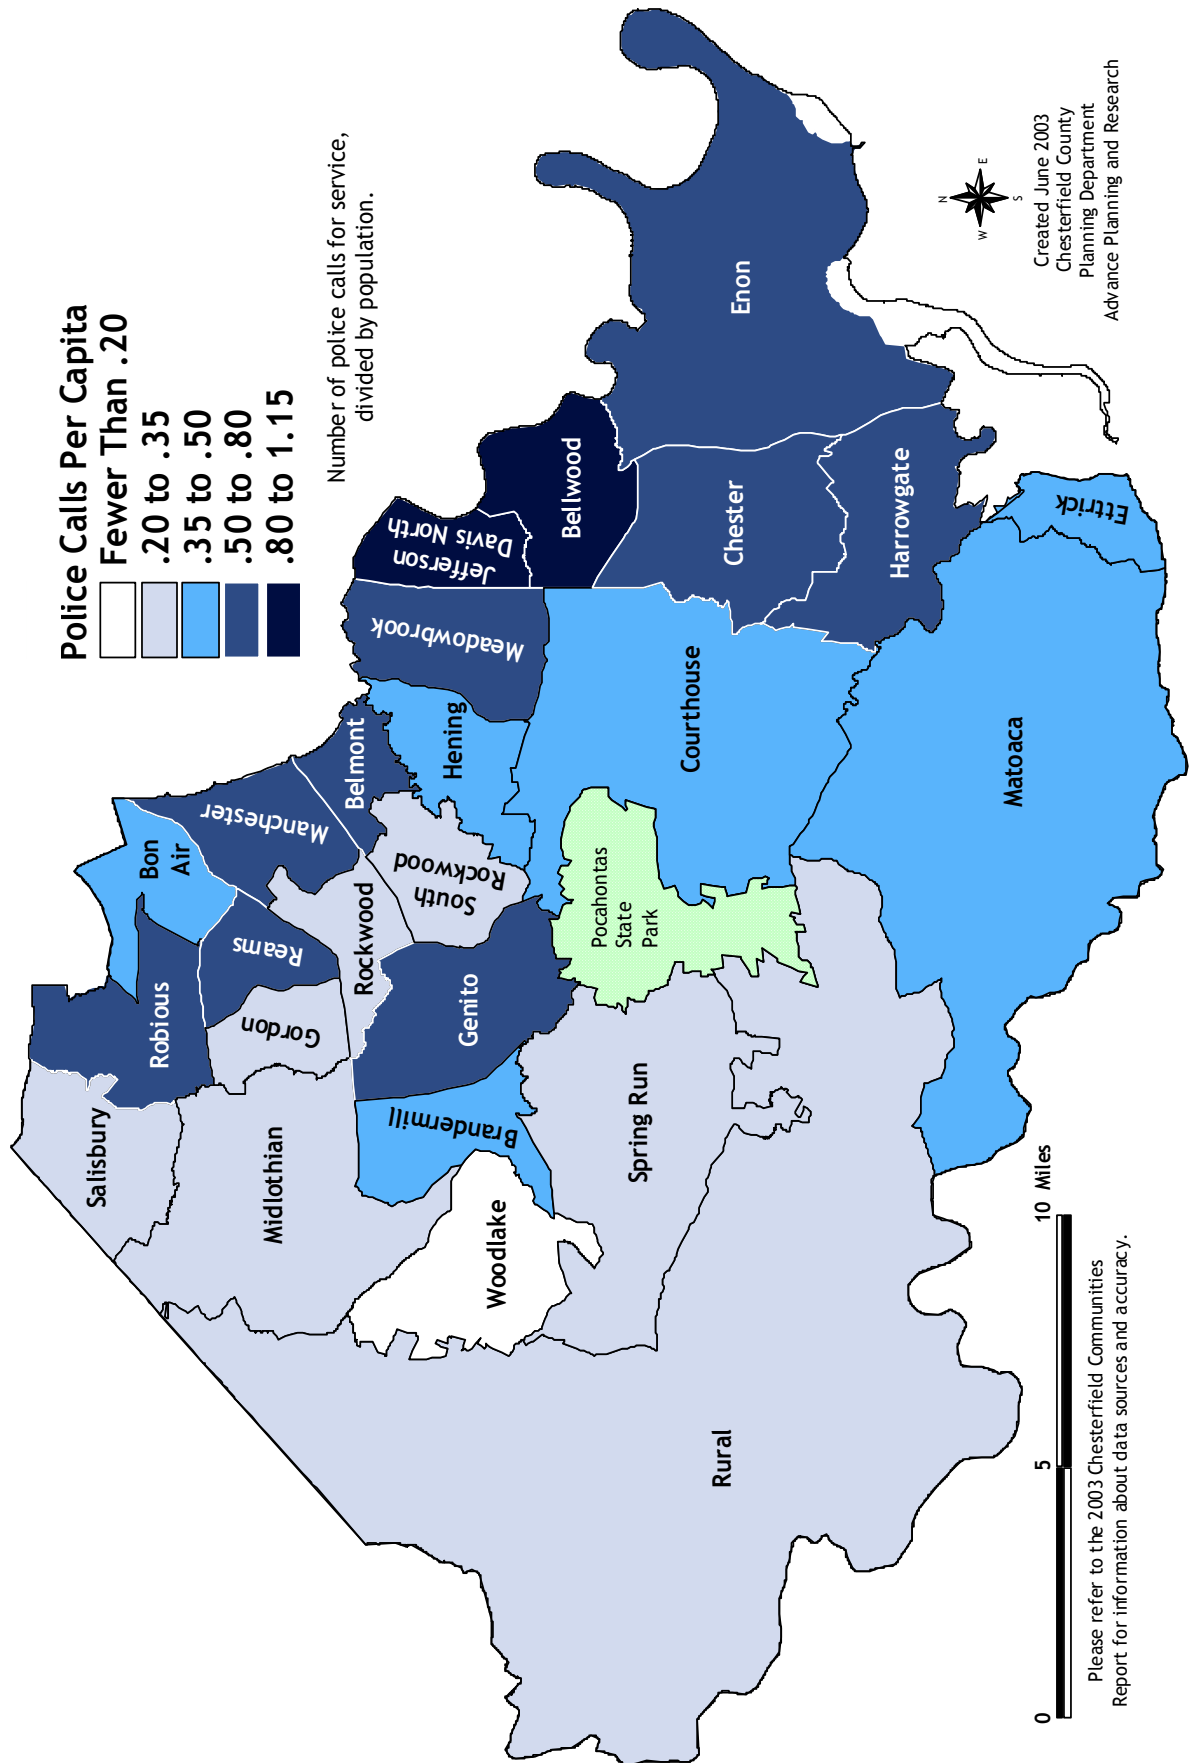 Police Calls Per Capita
Fewer Than .20
.20 to .35
.35 to .50
.50 to .80
.80 to 1.15
Number of police calls for service,
divided by population.
Salisbury
Robious
Bon
Air
Midlothian
Gordon
Reams
Manchester
Rockwood
Belmont
Brandermill
Genito
South
Rockwood
Hening
Meadowbrook
Jefferson
Davis North
Woodlake
Bellwood
Spring Run
Pocahontas
State
Park
Courthouse
Chester
Enon
Rural
Harrowgate
Matoaca
Ettrick
N
W
E
S
Created June 2003
Chesterfield County
Planning Department
Advance Planning and Research
0
5
10 Miles
Please refer to the 2003 Chesterfield Communities
Report for information about data sources and accuracy.